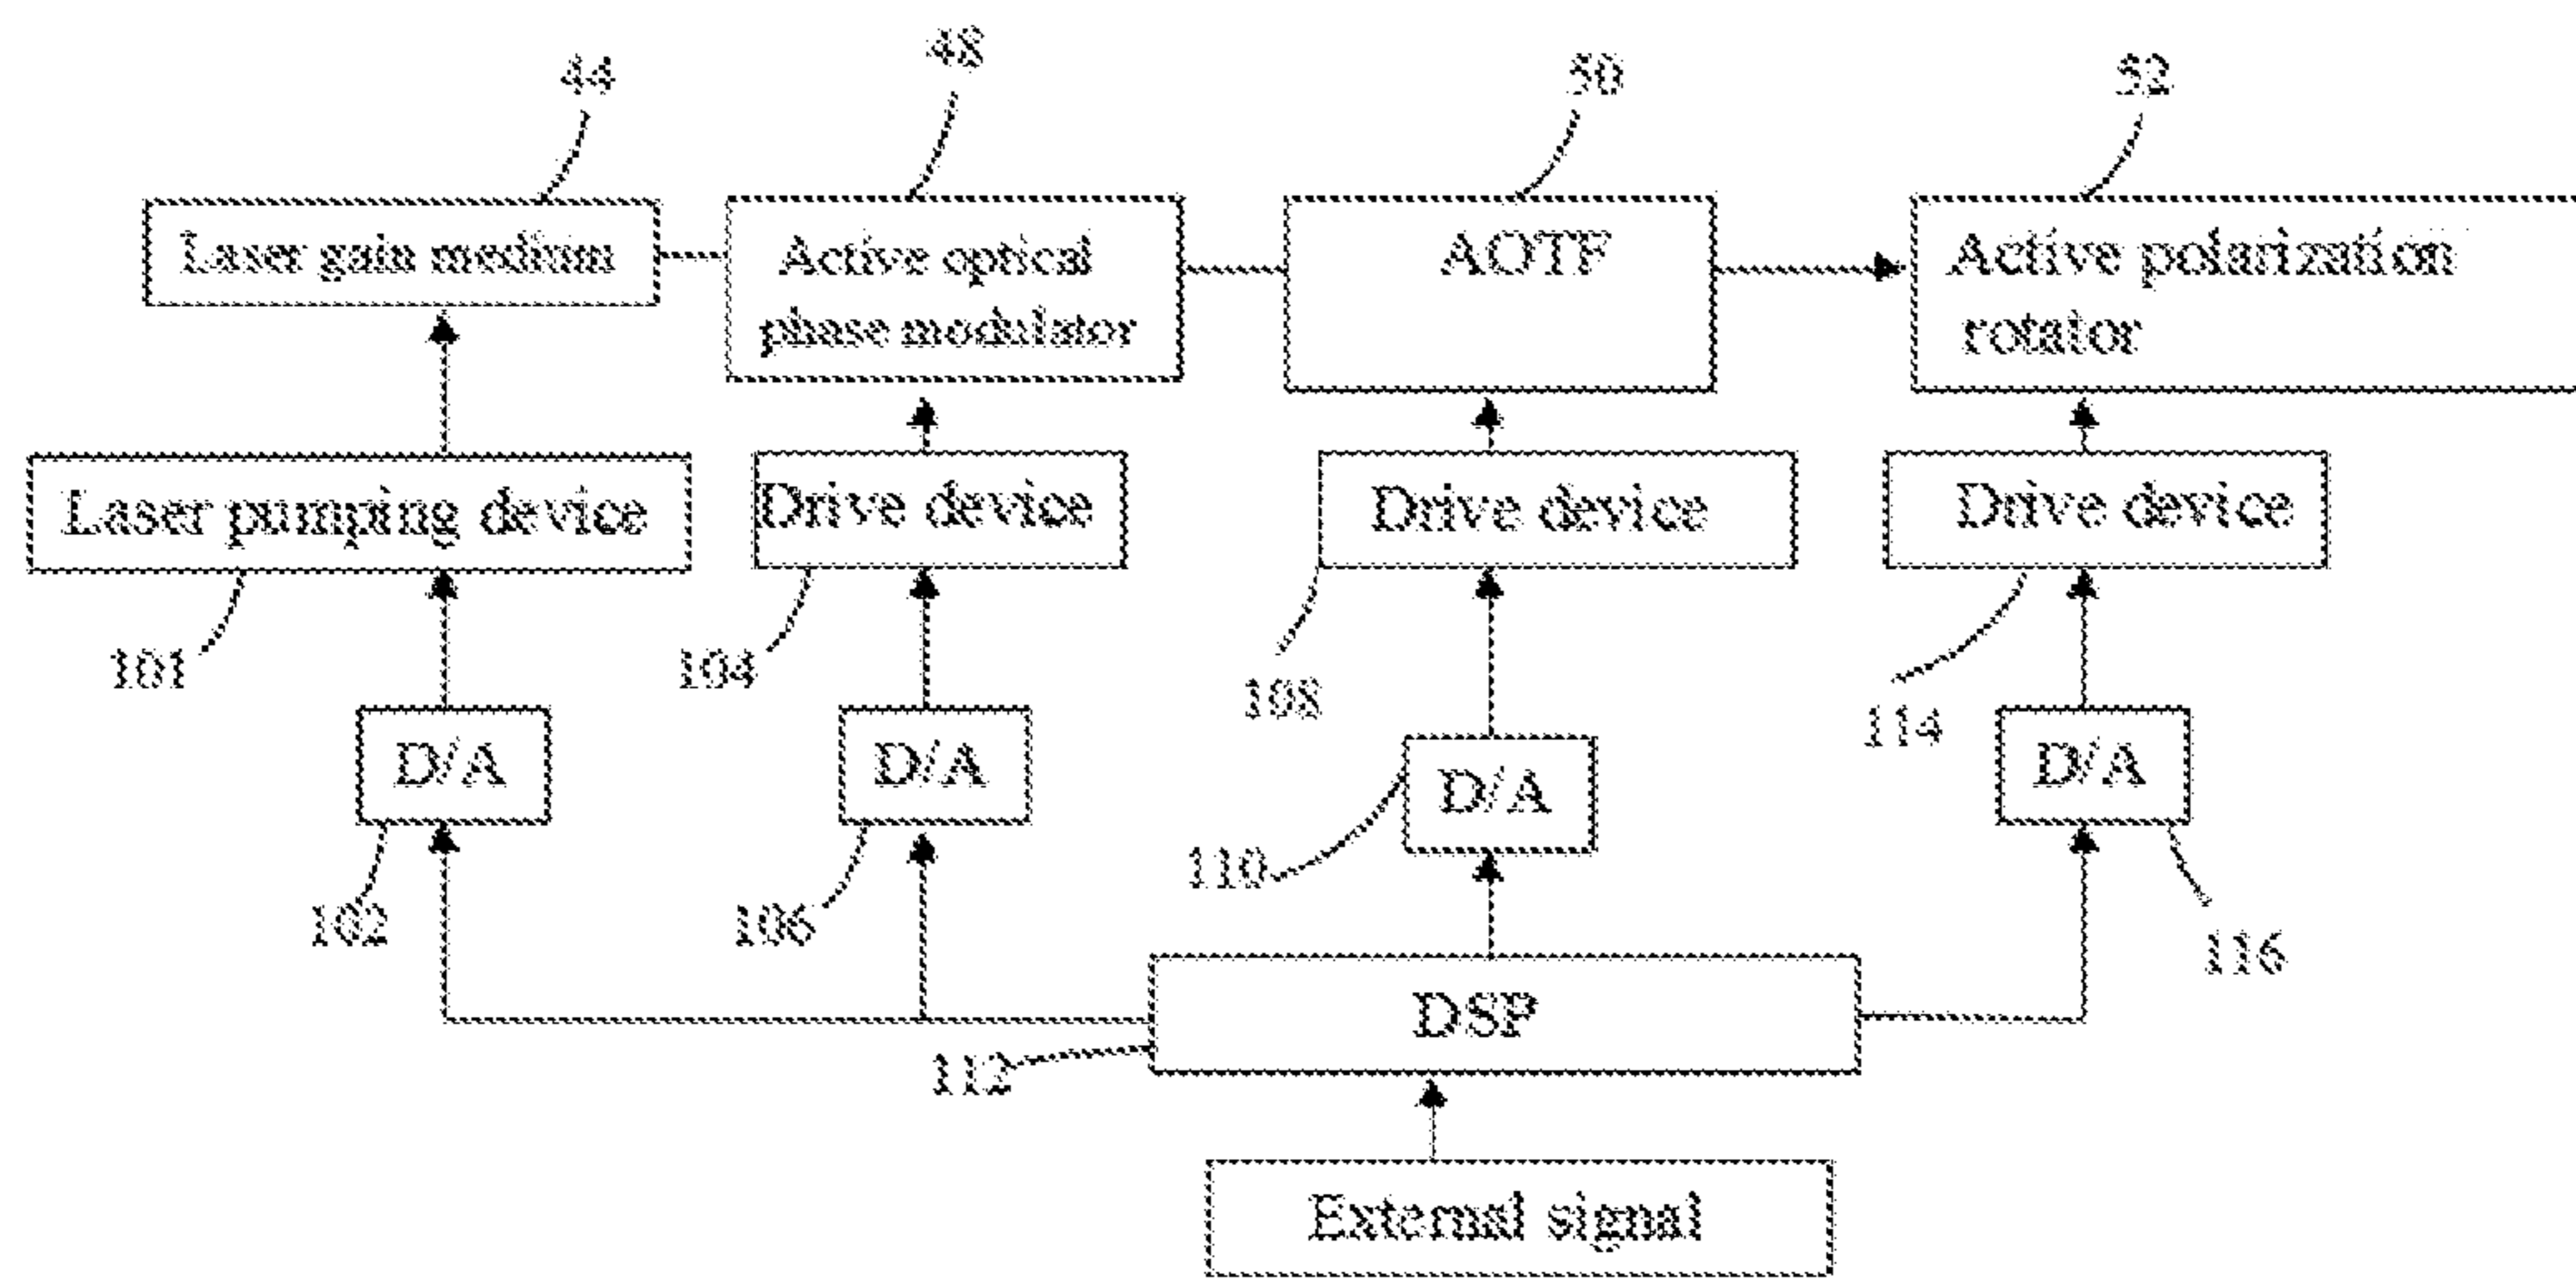 44
48
50
52
Laser gain medium
Active optical
phase modulator
AOTF
Active polarization
rotator
Laser pumping device
Drive device
Drive device
Drive device
101
104
108
114
D/A
D/A
D/A
D/A
102
106
110
116
DSP
112
External signal